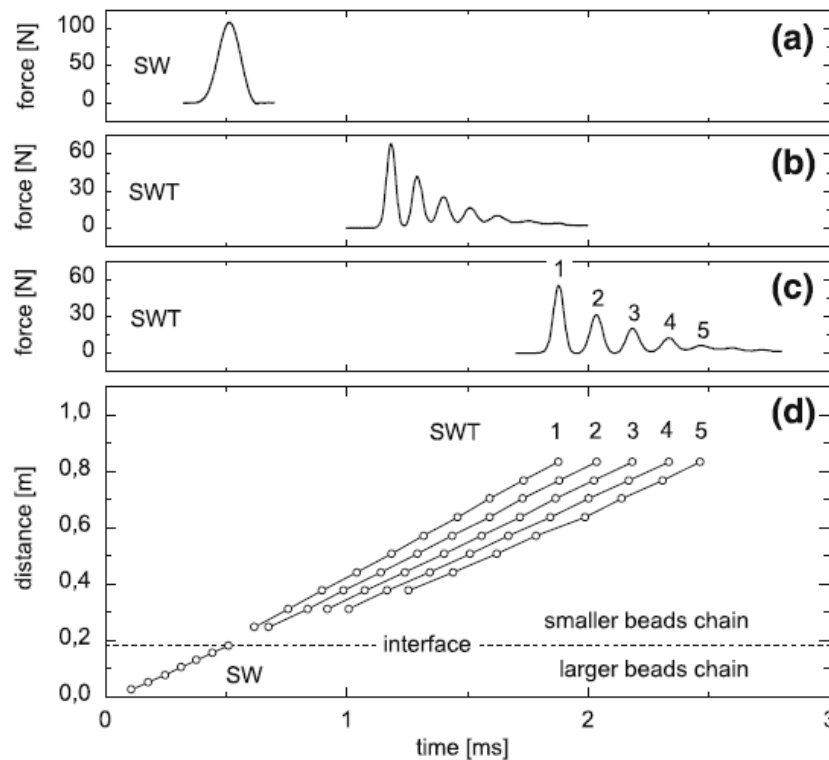 force [N]
100
50
0
SW
(a)
force [N]
60
30
0
SWT
(b)
force [N]
60
30
0
SWT
1
2
3
4
5
(c)
distance [m]
1,0
0,8
0,6
0,4
0,2
0,0
SWT 1 2 3 4 5
(d)
smaller beads chain
interface
larger beads chain
SW
0 1 2 3
time [ms]